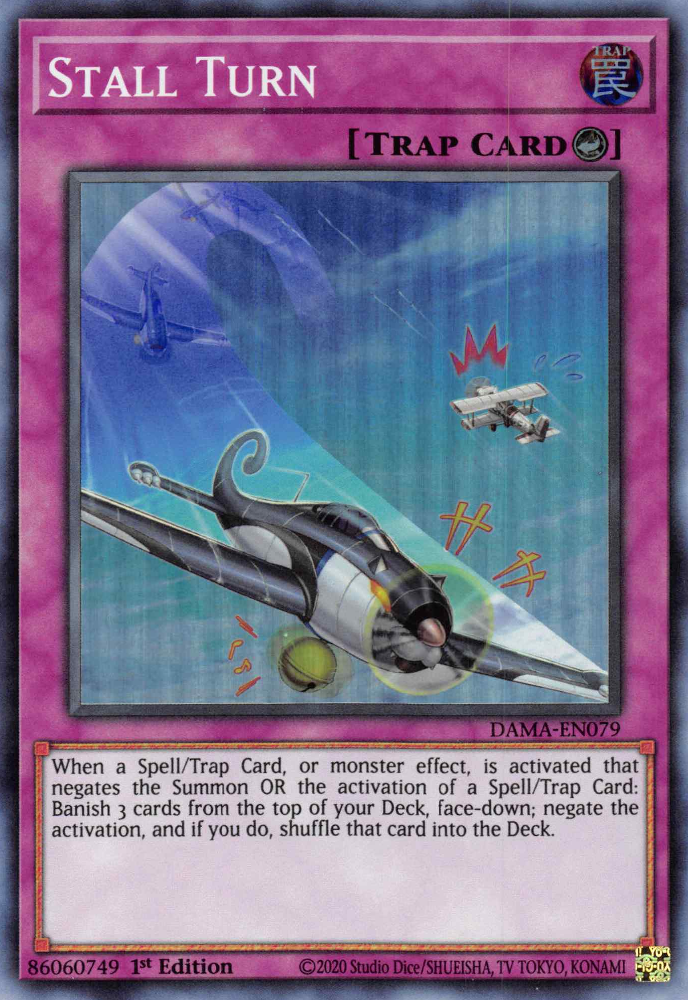 STALL TURN
TRAP
罠
[TRAP CARD]
DAMA-EN079
When a Spell/Trap Card, or monster effect, is activated that
negates the Summon OR the activation of a Spell/Trap Card:
Banish 3 cards from the top of your Deck, face-down; negate the
activation, and if you do, shuffle that card into the Deck.
86060749 1st Edition ©2020 Studio Dice/SHUEISHA, TV TOKYO, KONAMI